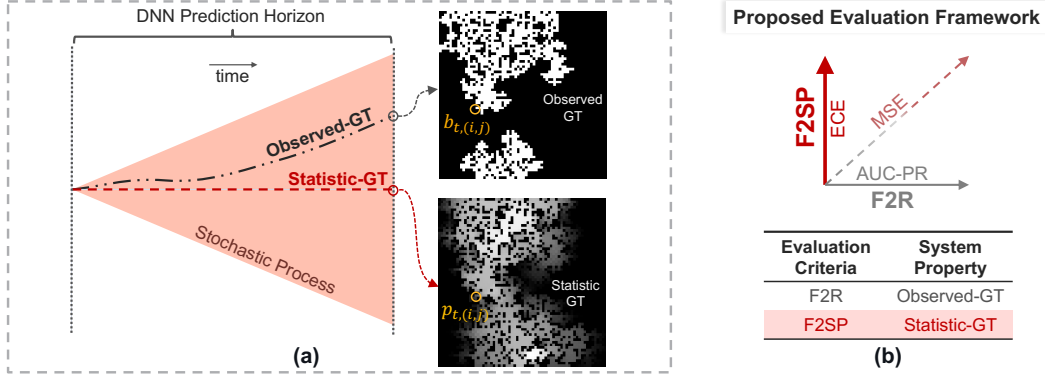 DNN Prediction Horizon
time
Observed-GT
Statistic-GT
Stochastic Process
Observed
GT
b_{t,(i,j)}
Statistic
GT
p_{t,(i,j)}
(a)
Proposed Evaluation Framework
F2SP
ECE
MSE
AUC-PR
F2R
Evaluation Criteria
System Property
F2R
Observed-GT
F2SP
Statistic-GT
(b)